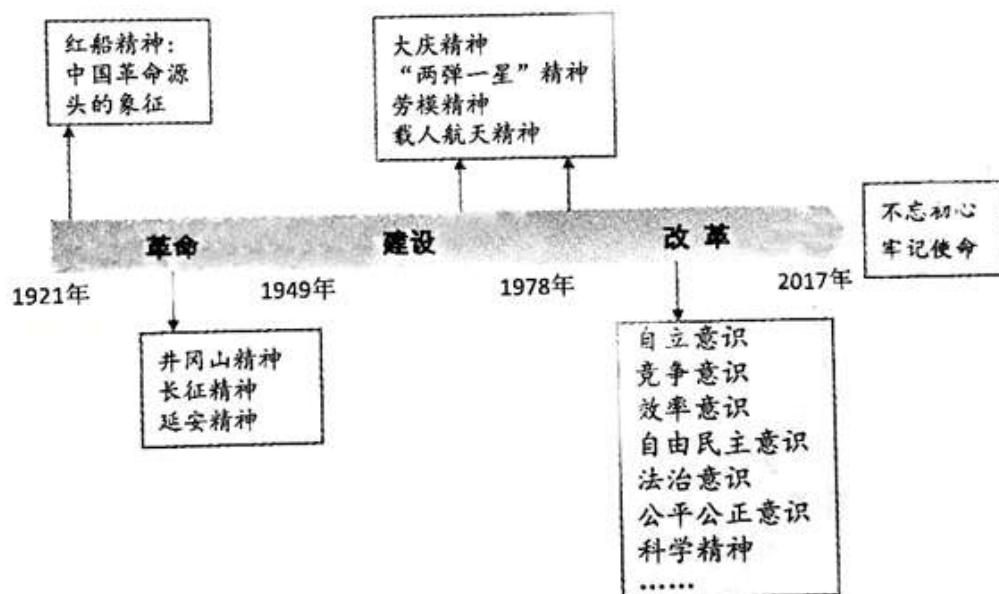 红船精神：
中国革命源
头的象征
大庆精神
“两弹一星”精神
劳模精神
载人航天精神
革命
建设
改革
不忘初心
牢记使命
1921年
1949年
1978年
2017年
井冈山精神
长征精神
延安精神
自立意识
竞争意识
效率意识
自由民主意识
法治意识
公平公正意识
科学精神
……